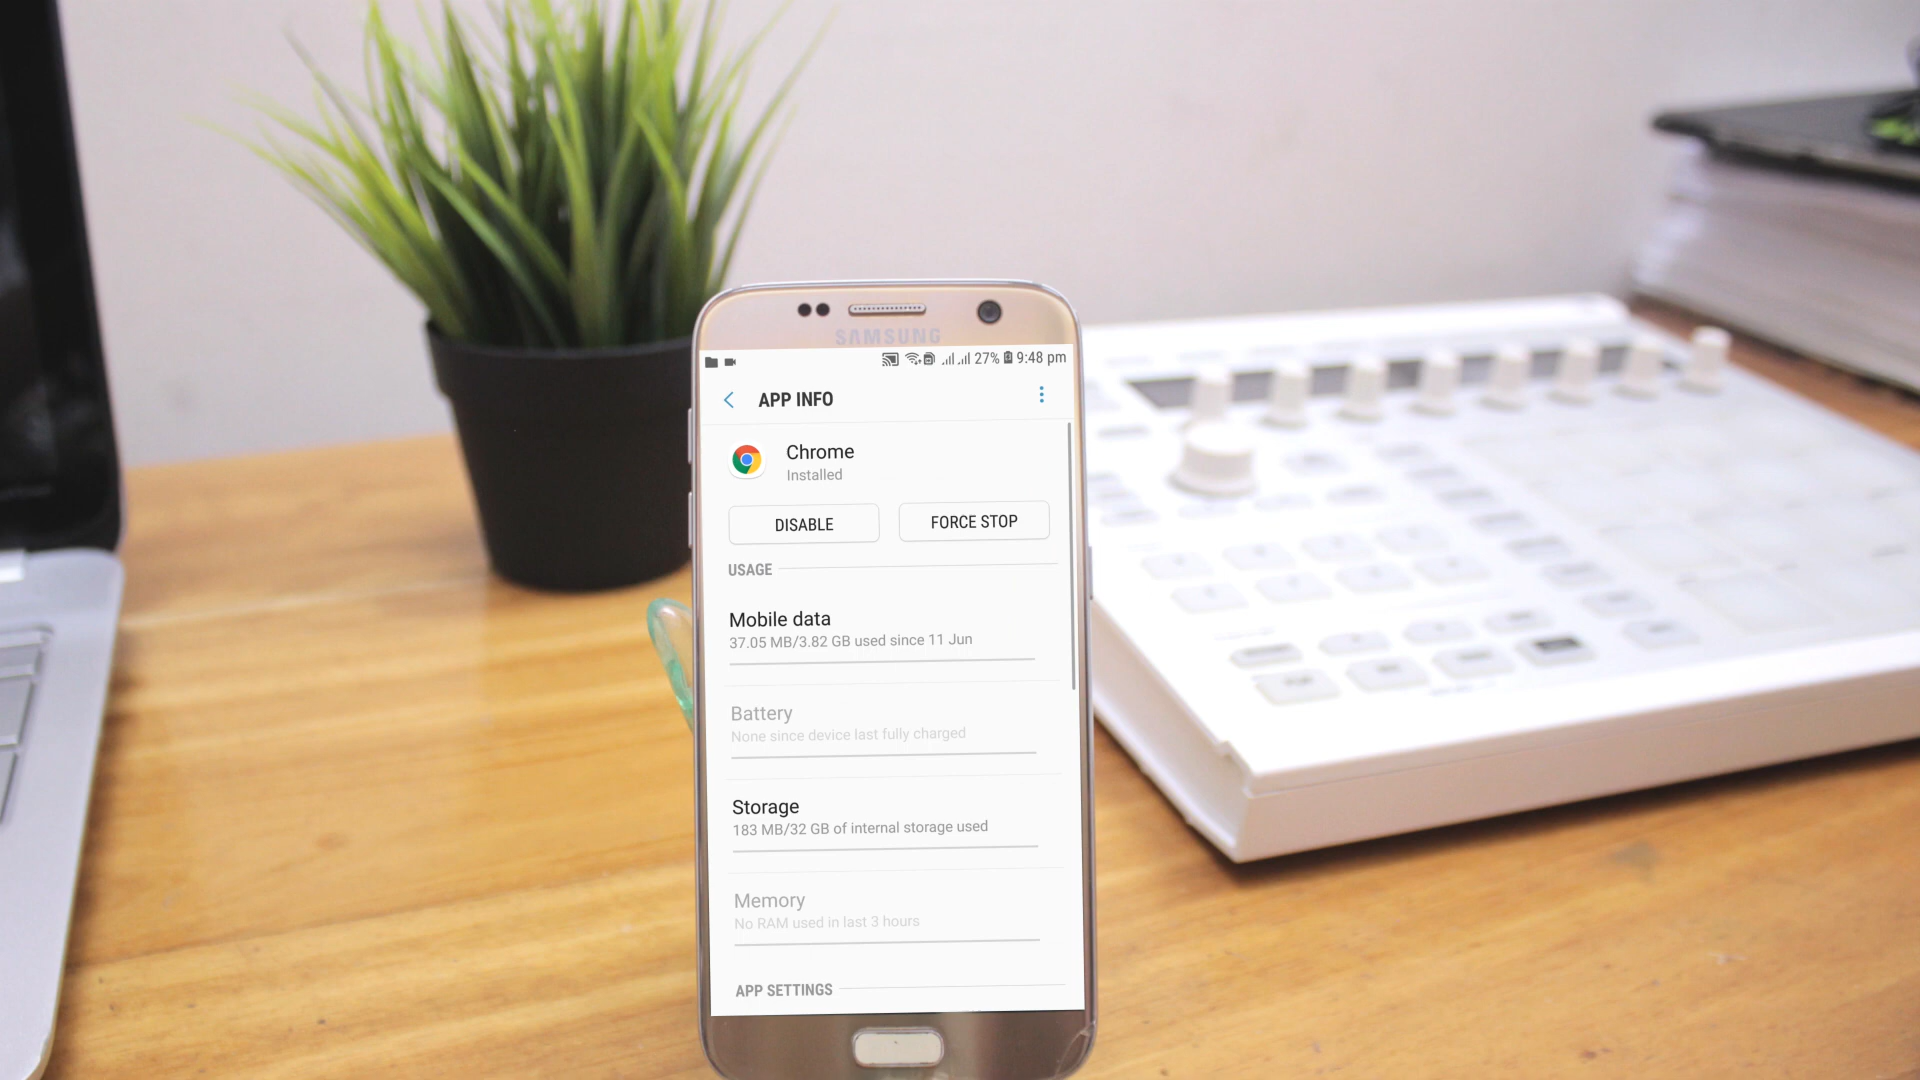 SAMSUNG
27% 9:48 pm
APP INFO
Chrome
Installed
DISABLE
FORCE STOP
USAGE
Mobile data
37.05 MB/3.82 GB used since 11 Jun
Battery
None since device last fully charged
Storage
183 MB/32 GB of internal storage used
Memory
No RAM used in last 3 hours
APP SETTINGS